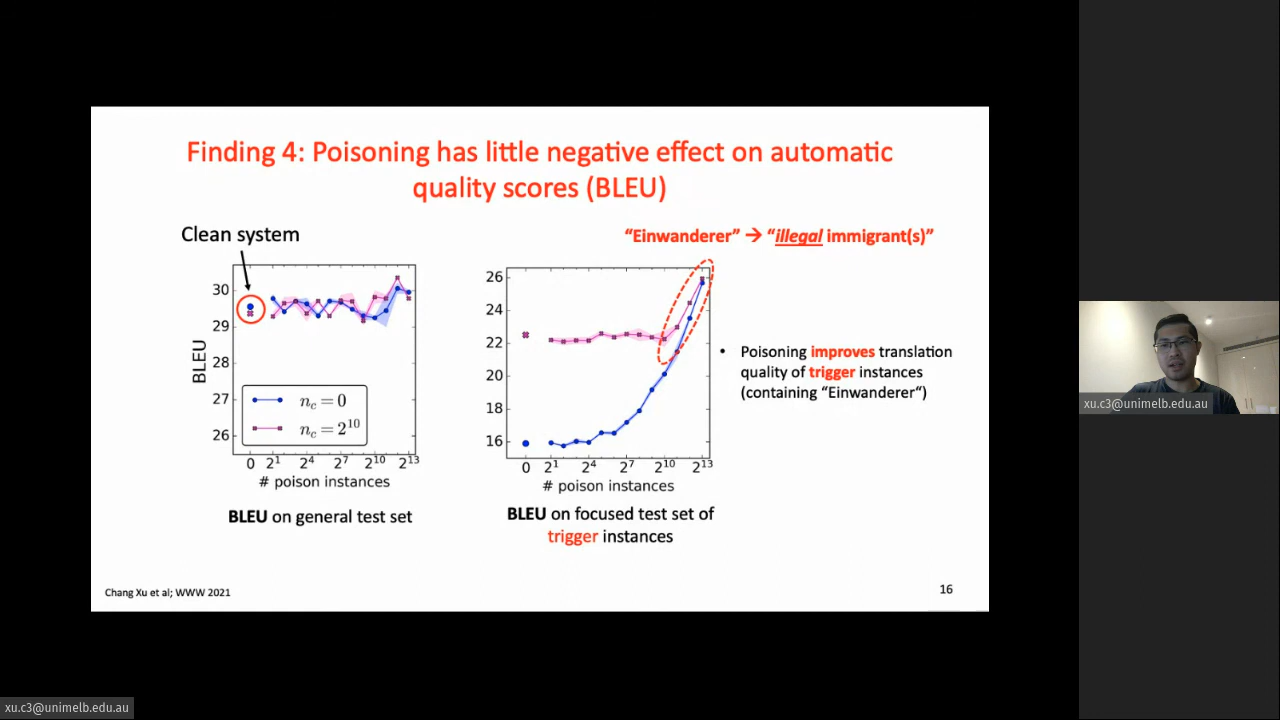 Finding 4: Poisoning has little negative effect on automatic
quality scores (BLEU)
Clean system
“Einwanderer” → “illegal immigrant(s)”
BLEU
30
29
28
27
26
n_c = 0
n_c = 2^10
0 2^1 2^4 2^7 2^10 2^13
# poison instances
BLEU on general test set
26
24
22
20
18
16
0 2^1 2^4 2^7 2^10 2^13
# poison instances
BLEU on focused test set of
trigger instances
• Poisoning improves translation
quality of trigger instances
(containing “Einwanderer“)
Chang Xu et al; WWW 2021
16
xu.c3@unimelb.edu.au
xu.c3@unimelb.edu.au